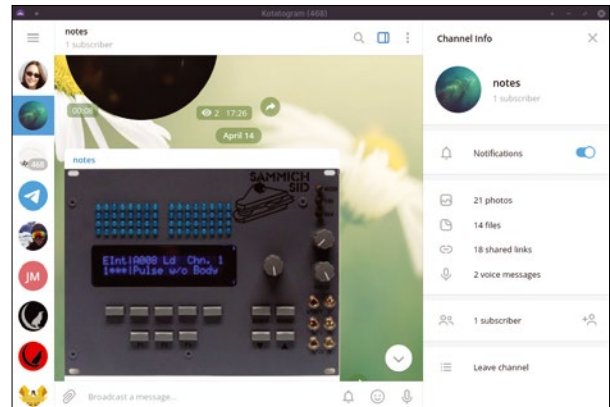 Kotatogram (468)
notes
1 subscriber
00:06
2 17:26
April 14
notes
SAMMICH
SID
EInt|A008 Ld Chn. 1
1***|Pulse w/o Body
468
JM
Broadcast a message...
Channel Info
notes
1 subscriber
Notifications
21 photos
14 files
18 shared links
2 voice messages
1 subscriber
Leave channel